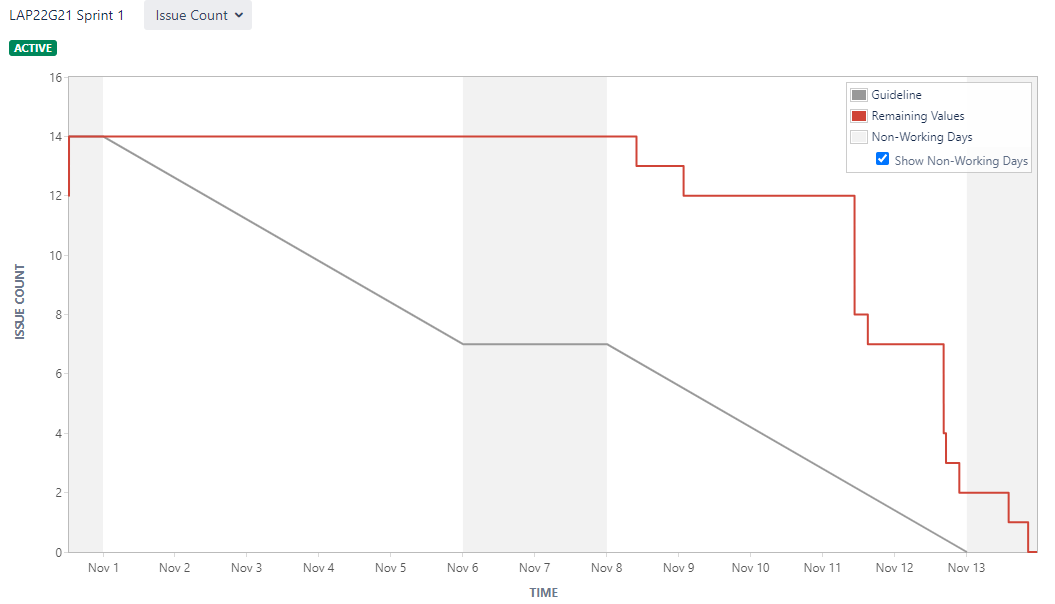 LAP22G21 Sprint 1 Issue Count
ACTIVE
Guideline
Remaining Values
Non-Working Days
Show Non-Working Days
16
14
12
10
8
6
4
2
0
ISSUE COUNT
Nov 1 Nov 2 Nov 3 Nov 4 Nov 5 Nov 6 Nov 7 Nov 8 Nov 9 Nov 10 Nov 11 Nov 12 Nov 13
TIME